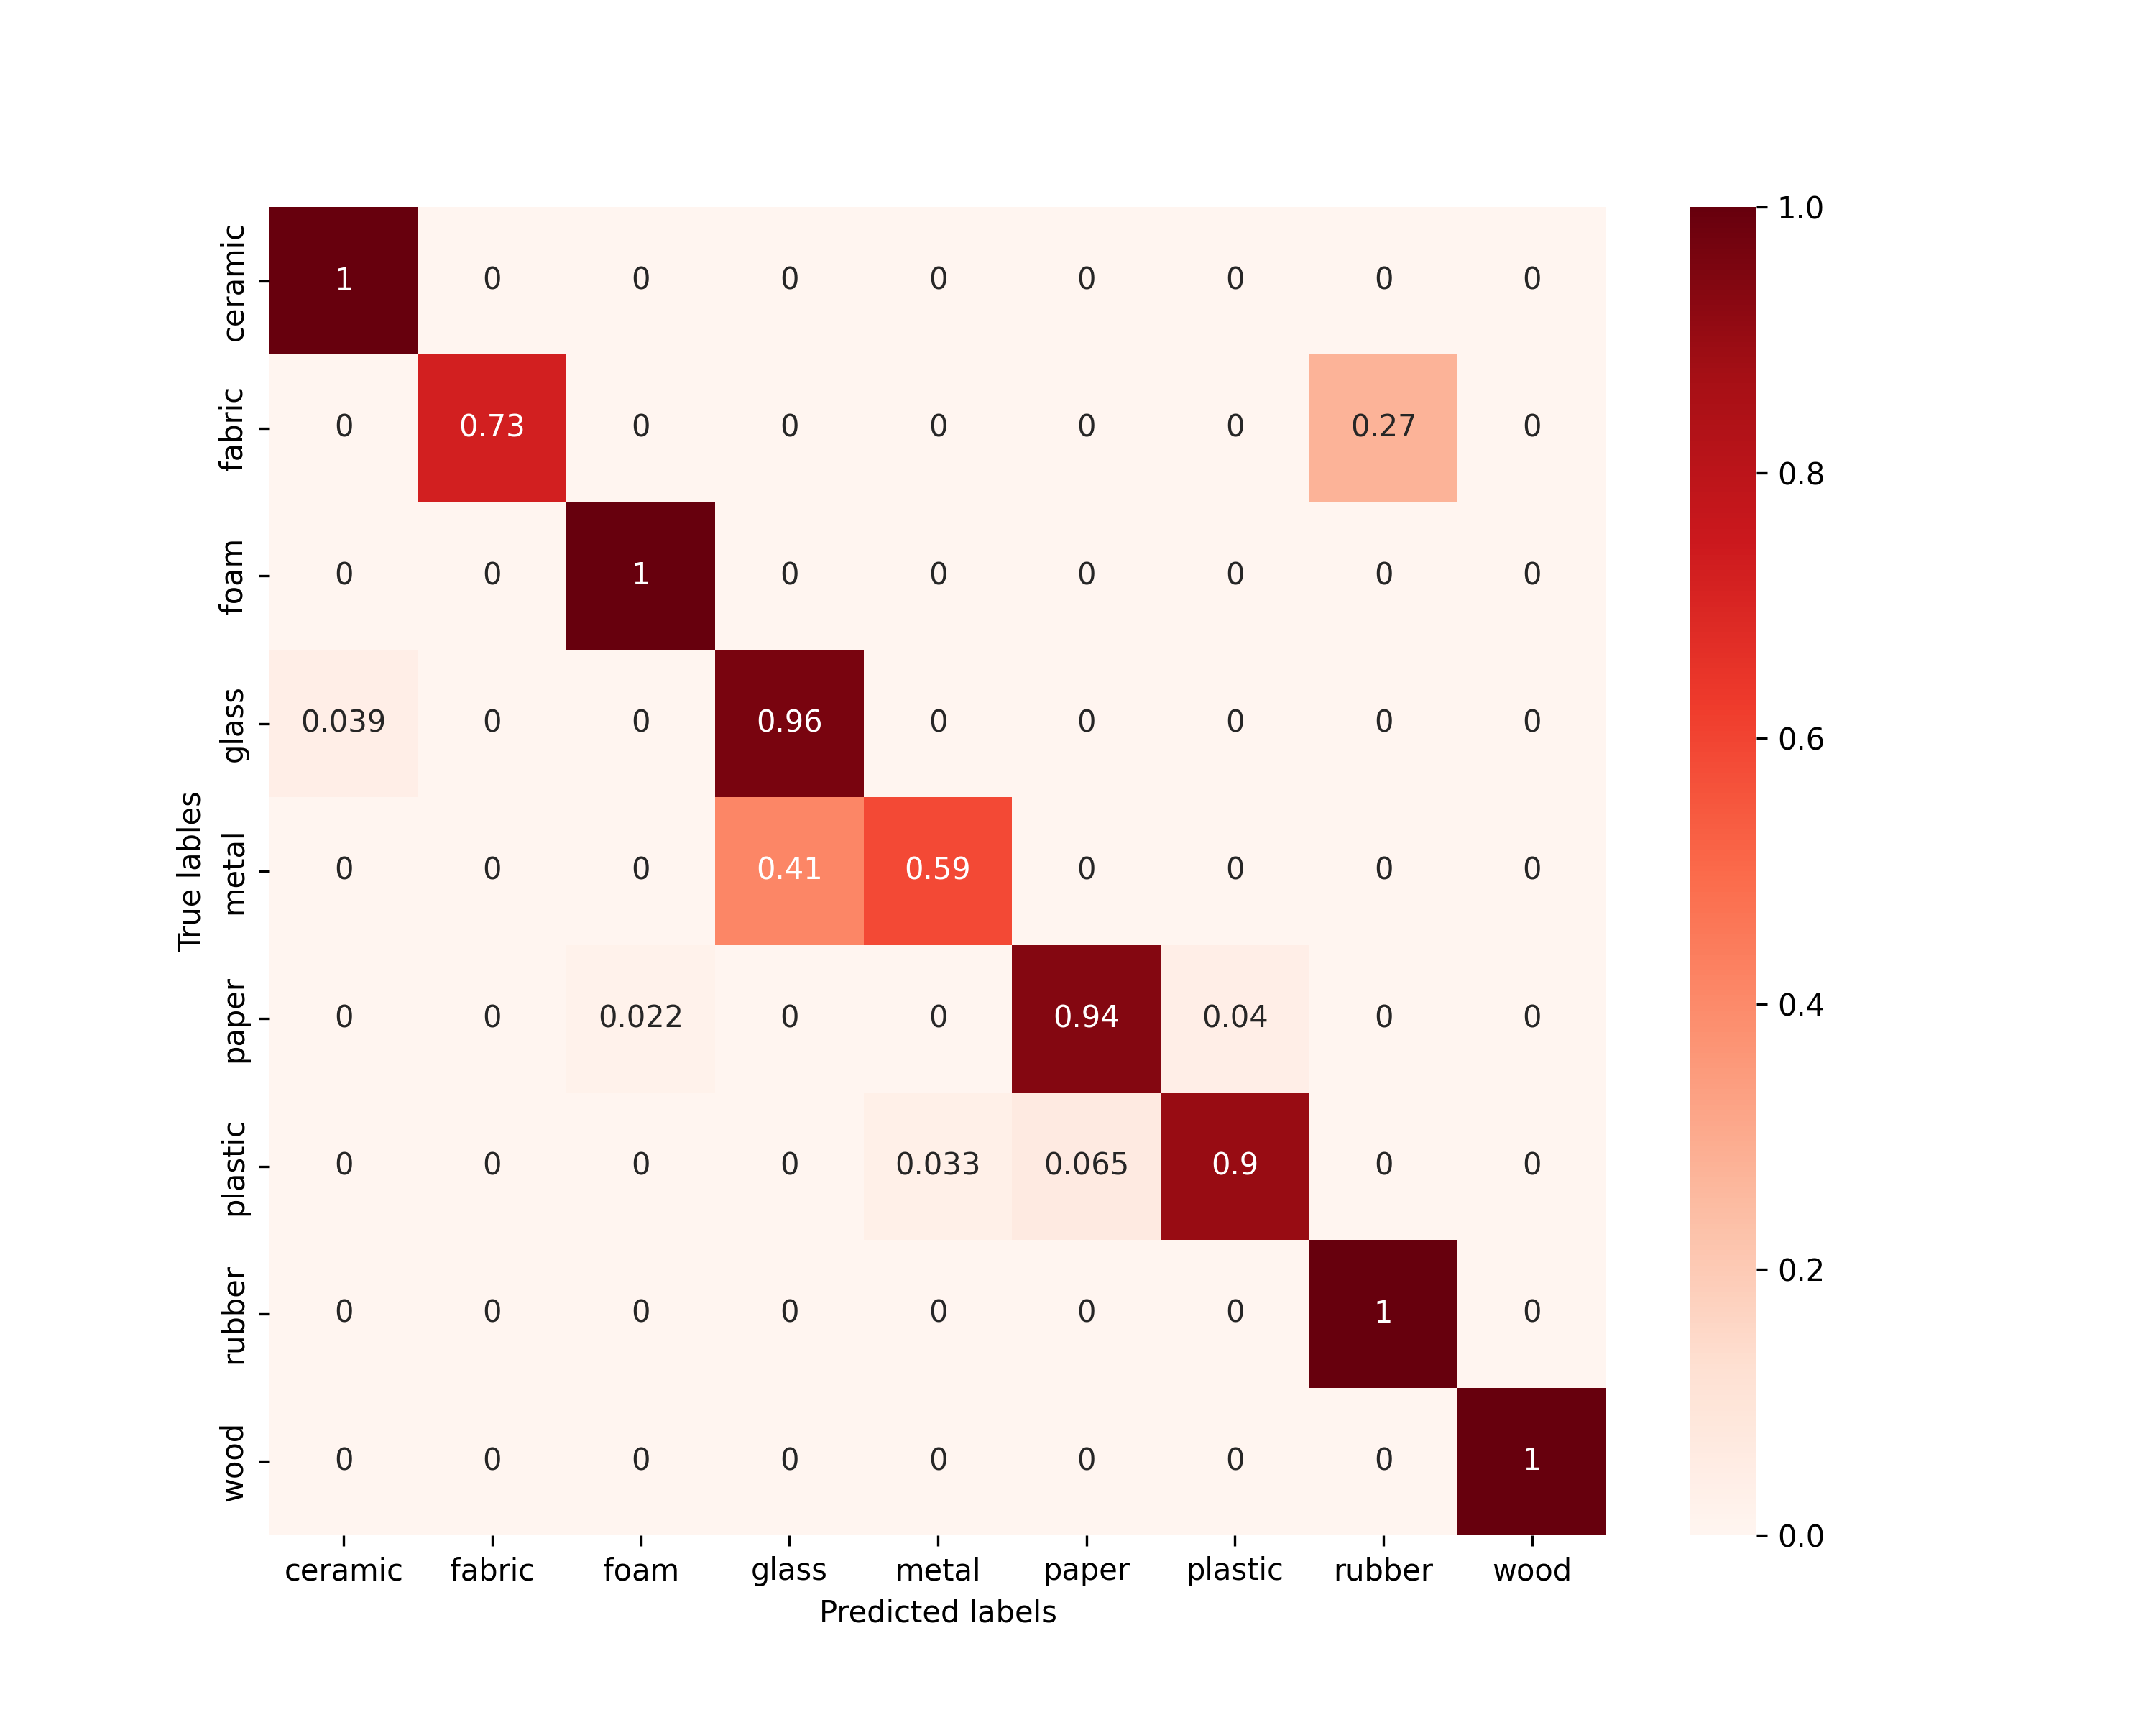 ceramic 1 0 0 0 0 0 0 0 0
fabric 0 0.73 0 0 0 0 0 0.27 0
foam 0 0 1 0 0 0 0 0 0
glass 0.039 0 0 0.96 0 0 0 0 0
metal 0 0 0 0.41 0.59 0 0 0 0
paper 0 0 0.022 0 0 0.94 0.04 0 0
plastic 0 0 0 0 0.033 0.065 0.9 0 0
rubber 0 0 0 0 0 0 0 1 0
wood 0 0 0 0 0 0 0 0 1
True lables
ceramic fabric foam glass metal paper plastic rubber wood
Predicted labels
1.0
0.8
0.6
0.4
0.2
0.0